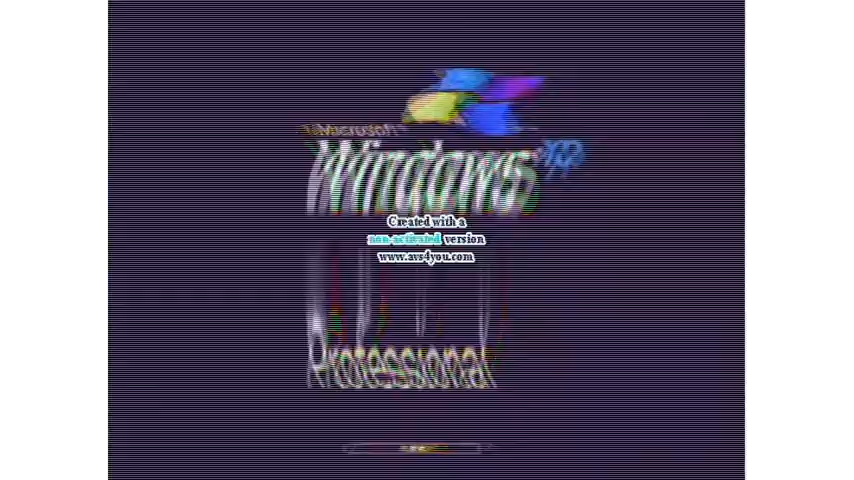 Microsoft
Windows xp
Created with a
non-activated version
www.avs4you.com
Professional